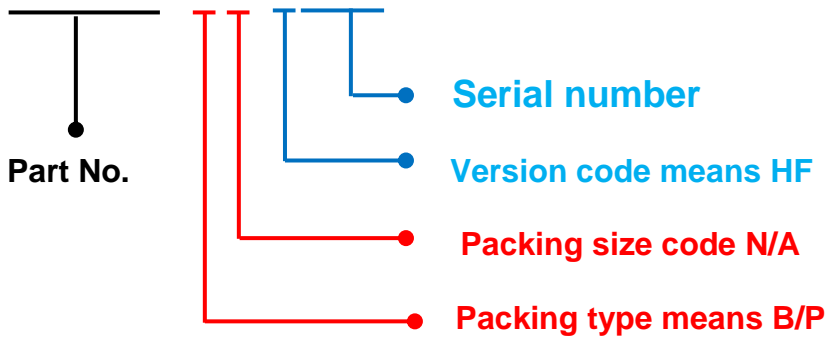 Serial number
Part No.
Version code means HF
Packing size code N/A
Packing type means B/P